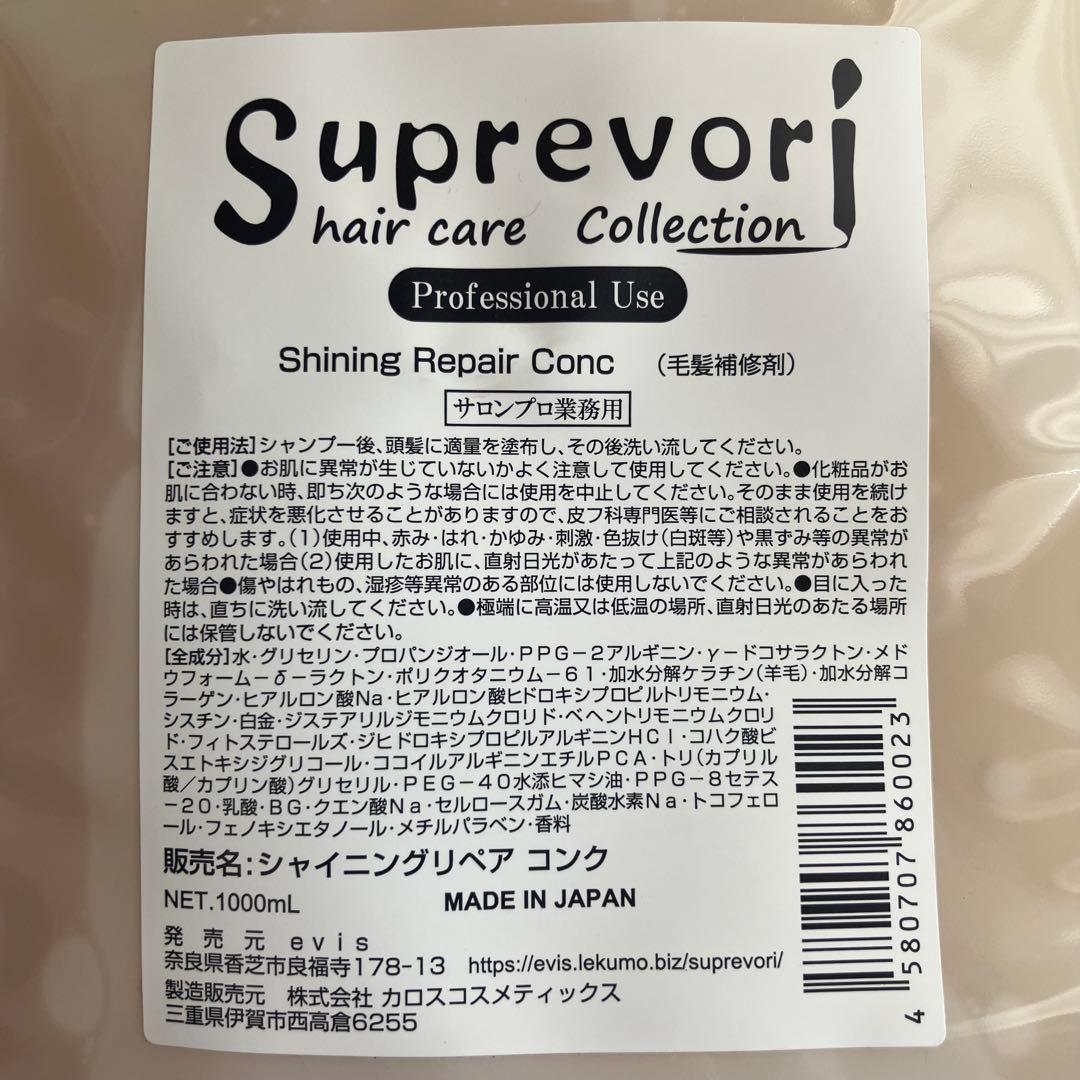 Suprevori
hair care Collection
Professional Use
Shining Repair Conc （毛髪補修剤）
サロンプロ業務用
[ご使用法]シャンプー後、頭髪に適量を塗布し、その後洗い流してください。
[ご注意]●お肌に異常が生じていないかよく注意して使用してください。●化粧品がお
肌に合わない時、即ち次のような場合には使用を中止してください。そのまま使用を続け
ますと、症状を悪化させることがありますので、皮フ科専門医等にご相談されることをお
すすめします。(1)使用中、赤み・はれ・かゆみ・刺激・色抜け(白斑等)や黒ずみ等の異常が
あらわれた場合(2)使用したお肌に、直射日光があたって上記のような異常があらわれ
た場合●傷やはれもの、湿疹等異常のある部位には使用しないでください。●目に入った
時は、直ちに洗い流してください。●極端に高温又は低温の場所、直射日光のあたる場所
には保管しないでください。
[全成分]水・グリセリン・プロパンジオール・ＰＰＧ－２アルギニン・γ－ドコサラクトン・メド
ウフォーム－δ－ラクトン・ポリクオタニウム－６１・加水分解ケラチン(羊毛)・加水分解コ
ラーゲン・ヒアルロン酸Ｎａ・ヒアルロン酸ヒドロキシプロピルトリモニウム・
シスチン・白金・ジステアリルジモニウムクロリド・ベヘントリモニウムクロリ
ド・フィトステロールズ・ジヒドロキシプロピルアルギニンＨＣｌ・コハク酸ビ
スエトキシジグリコール・ココイルアルギニンエチルＰＣＡ・トリ(カプリル
酸／カプリン酸)グリセリル・ＰＥＧ－４０水添ヒマシ油・ＰＰＧ－８セテス
－２０・乳酸・ＢＧ・クエン酸Ｎａ・セルロースガム・炭酸水素Ｎａ・トコフェロ
ール・フェノキシエタノール・メチルパラベン・香料
販売名：シャイニングリペア コンク
NET.1000mL MADE IN JAPAN
発売元 ｅｖｉｓ
奈良県香芝市良福寺178-13 https://evis.lekumo.biz/suprevori/
製造販売元 株式会社 カロスコスメティックス
三重県伊賀市西高倉6255
4 580707 860023